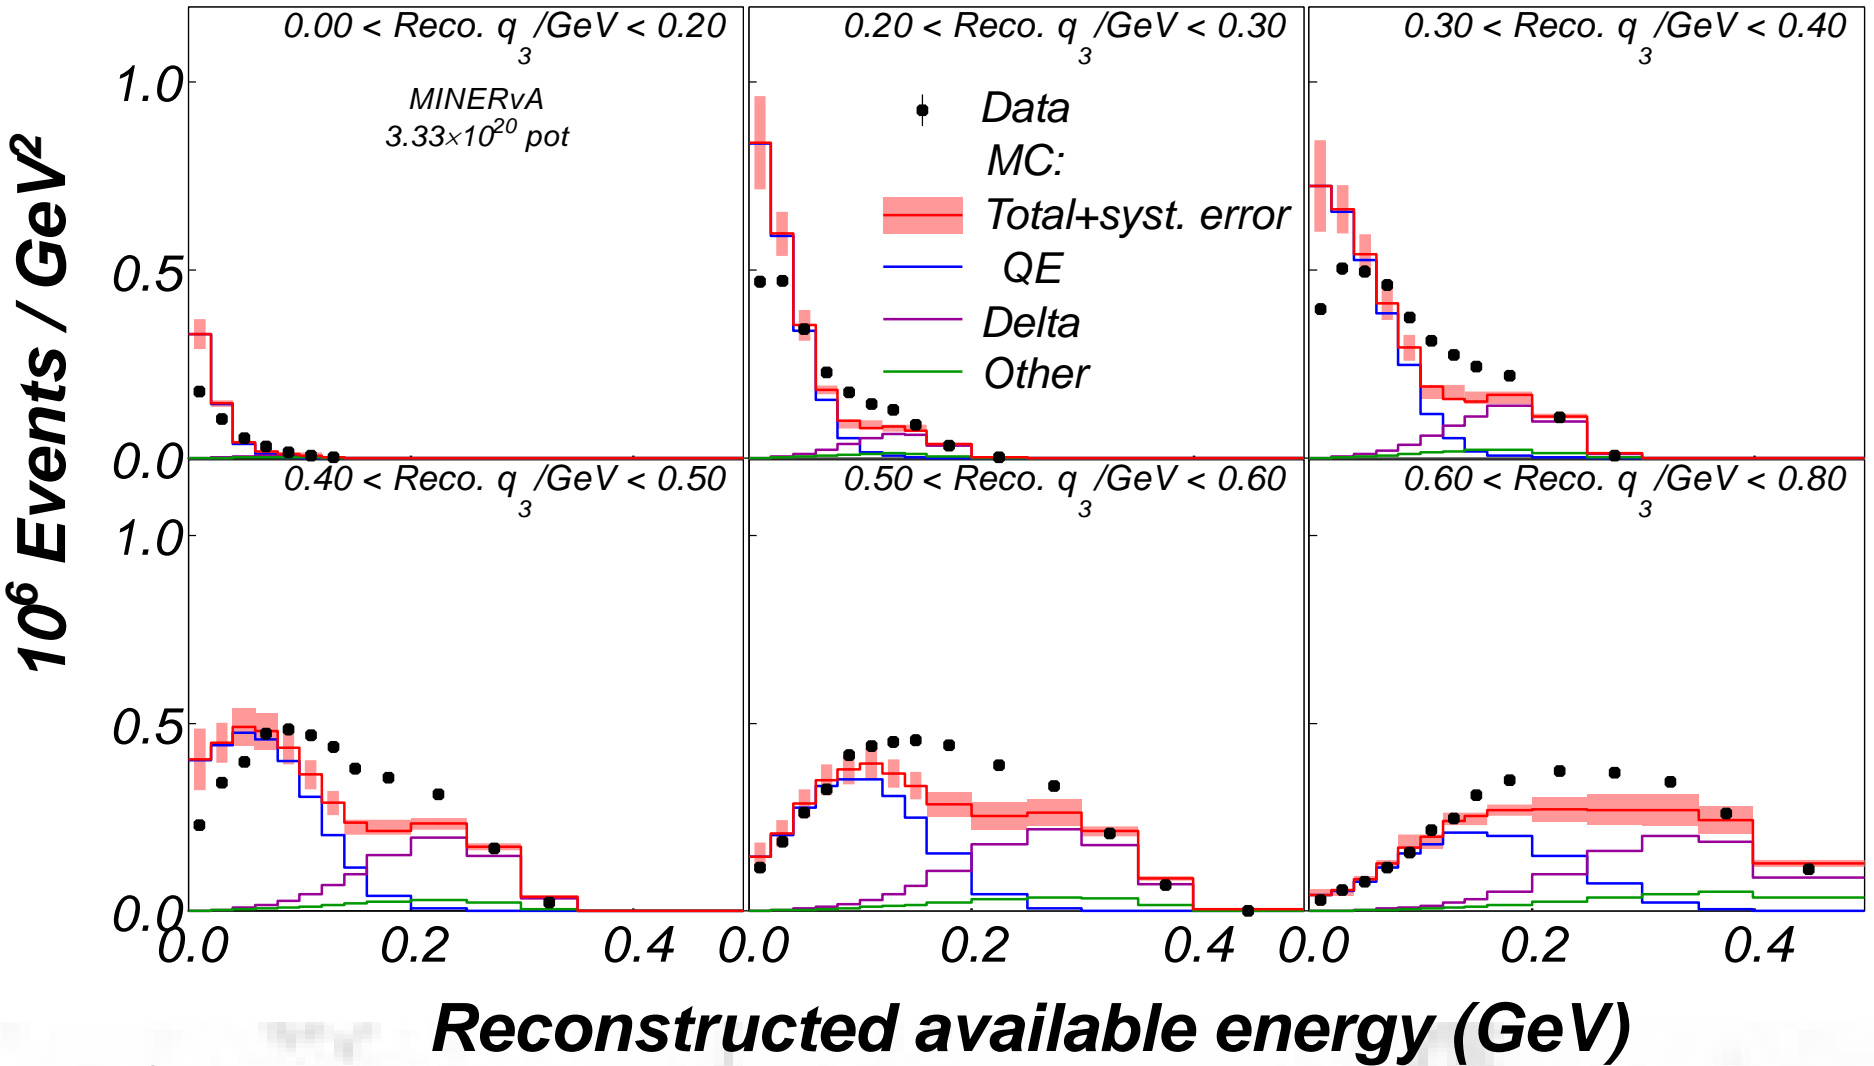 0.00 < Reco. q3/GeV < 0.20
0.20 < Reco. q3/GeV < 0.30
0.30 < Reco. q3/GeV < 0.40
MINERvA
3.33×10^20 pot
Data
MC:
Total+syst. error
QE
Delta
Other
1.0
0.5
0.0
0.40 < Reco. q3/GeV < 0.50
0.50 < Reco. q3/GeV < 0.60
0.60 < Reco. q3/GeV < 0.80
1.0
0.5
0.0
0.0 0.2 0.4 0.0 0.2 0.4 0.0 0.2 0.4
10^6 Events / GeV^2
Reconstructed available energy (GeV)